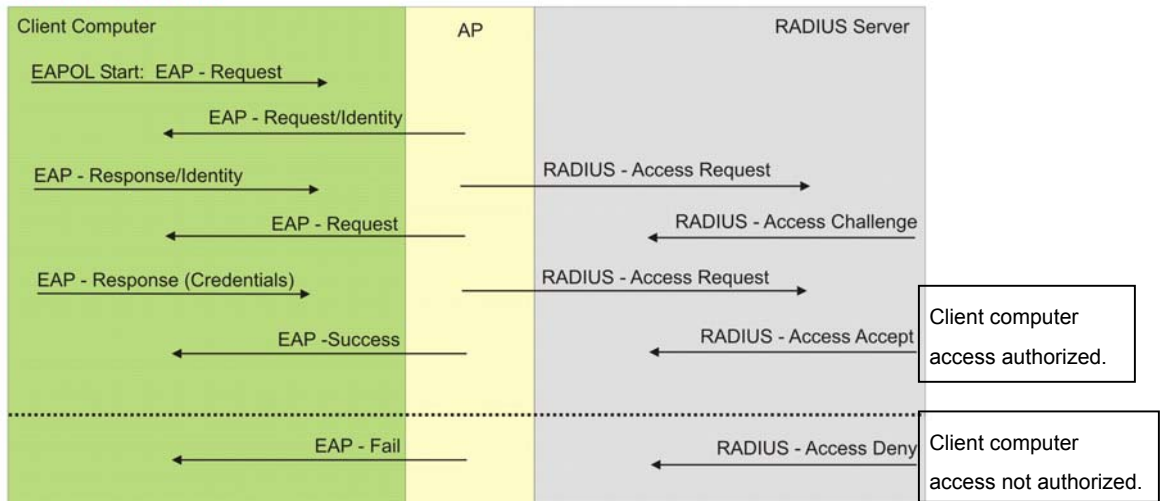 Client Computer
AP
RADIUS Server
EAPOL Start: EAP - Request
EAP - Request/Identity
EAP - Response/Identity
RADIUS - Access Request
EAP - Request
RADIUS - Access Challenge
EAP - Response (Credentials)
RADIUS - Access Request
EAP -Success
RADIUS - Access Accept
Client computer
access authorized.
EAP - Fail
RADIUS - Access Deny
Client computer
access not authorized.